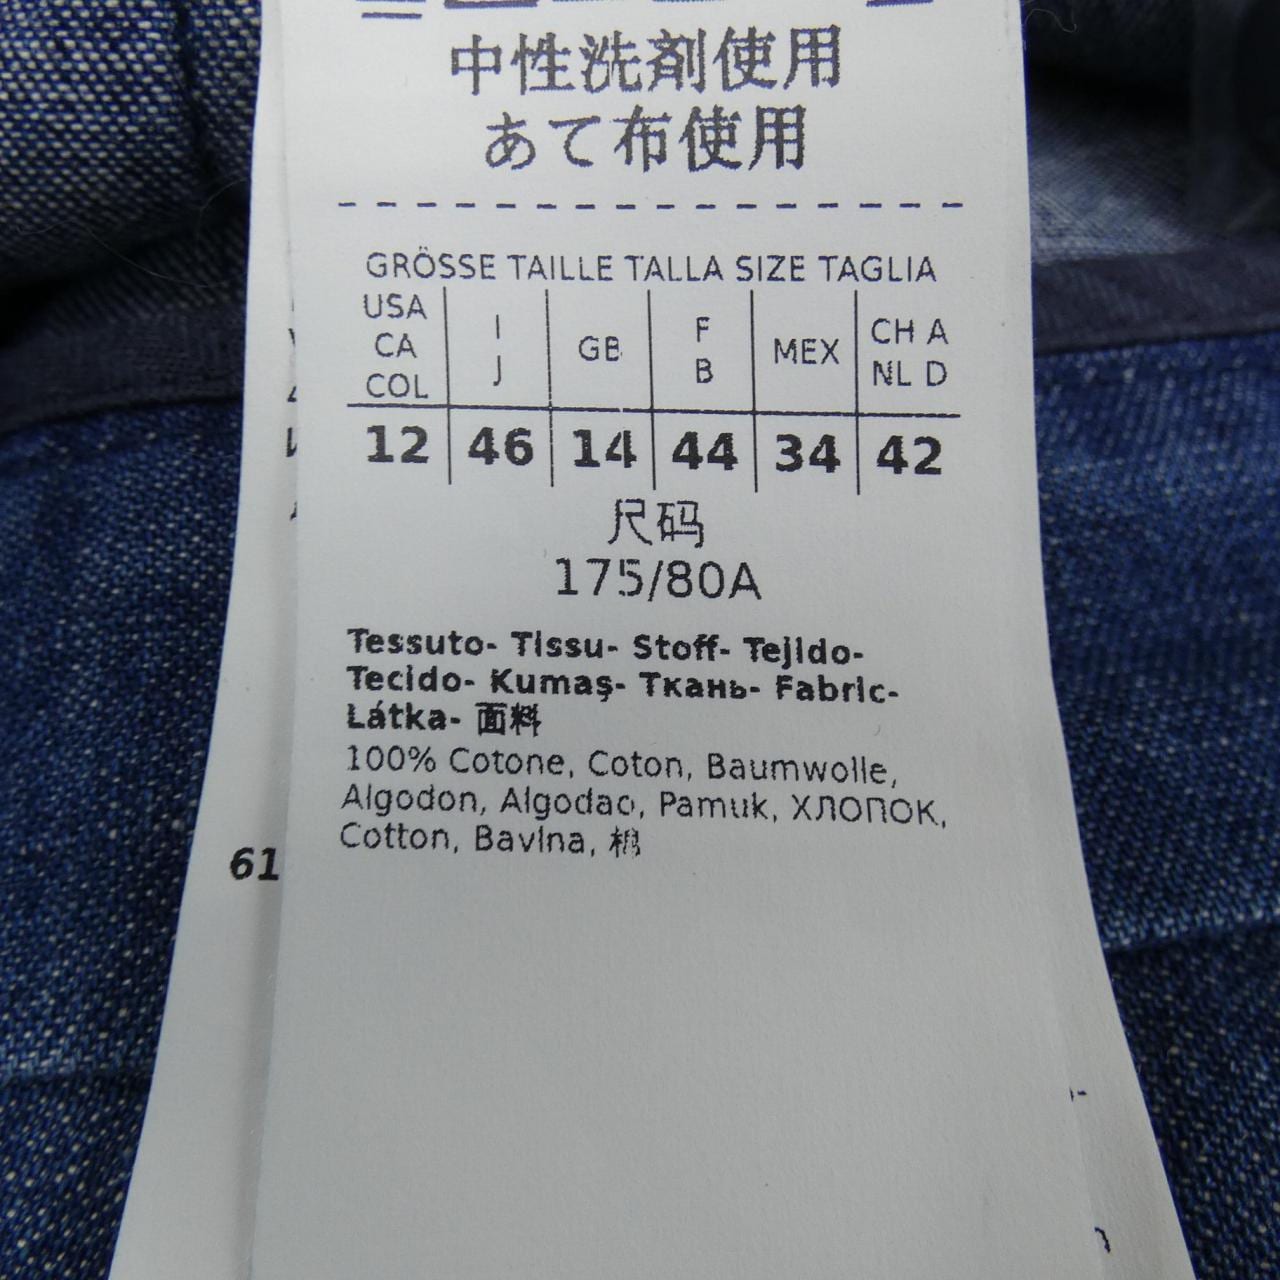 中性洗剤使用
あて布使用
GRÖSSE TAILLE TALLA SIZE TAGLIA
USA CA COL | I J | GB | F B | MEX | CH A NL D
12 | 46 | 14 | 44 | 34 | 42
尺码
175/80A
Tessuto- Tissu- Stoff- Tejido-
Tecido- Kumaş- Ткань- Fabric-
Látka- 面料
100% Cotone, Coton, Baumwolle,
Algodon, Algodao, Pamuk, ХЛОПОК,
Cotton, Bavlna, 棉
61